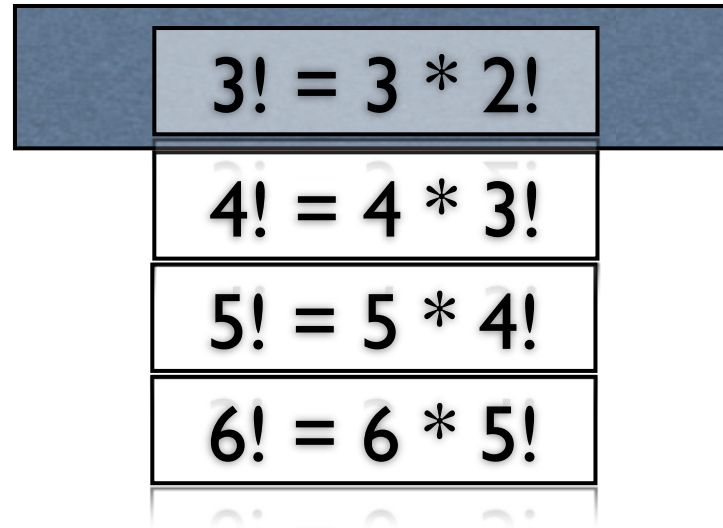 3! = 3 * 2!
4! = 4 * 3!
5! = 5 * 4!
6! = 6 * 5!